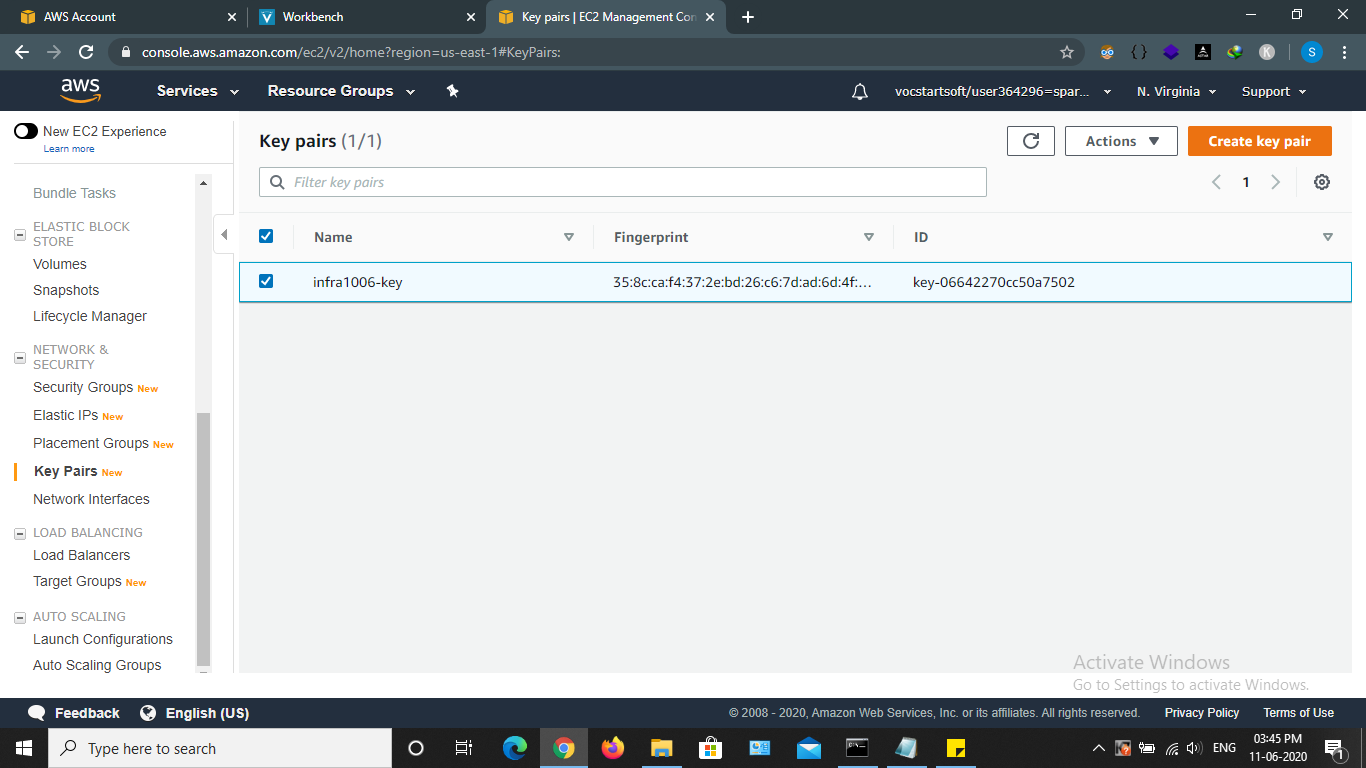 AWS Account
Workbench
Key pairs | EC2 Management Con
console.aws.amazon.com/ec2/v2/home?region=us-east-1#KeyPairs:
S
aws
Services
Resource Groups
vocstartsoft/user364296=spar...
N. Virginia
Support
New EC2 Experience
Learn more
Bundle Tasks
ELASTIC BLOCK
STORE
Volumes
Snapshots
Lifecycle Manager
NETWORK &
SECURITY
Security Groups New
Elastic IPs New
Placement Groups New
Key Pairs New
Network Interfaces
LOAD BALANCING
Load Balancers
Target Groups New
AUTO SCALING
Launch Configurations
Auto Scaling Groups
Key pairs (1/1)
Actions
Create key pair
Filter key pairs
1
Name Fingerprint ID
infra1006-key 35:8c:ca:f4:37:2e:bd:26:c6:7d:ad:6d:4f:... key-06642270cc50a7502
Activate Windows
Go to Settings to activate Windows.
Feedback
English (US)
© 2008 - 2020, Amazon Web Services, Inc. or its affiliates. All rights reserved.
Privacy Policy
Terms of Use
Type here to search
ENG
03:45 PM
11-06-2020
1